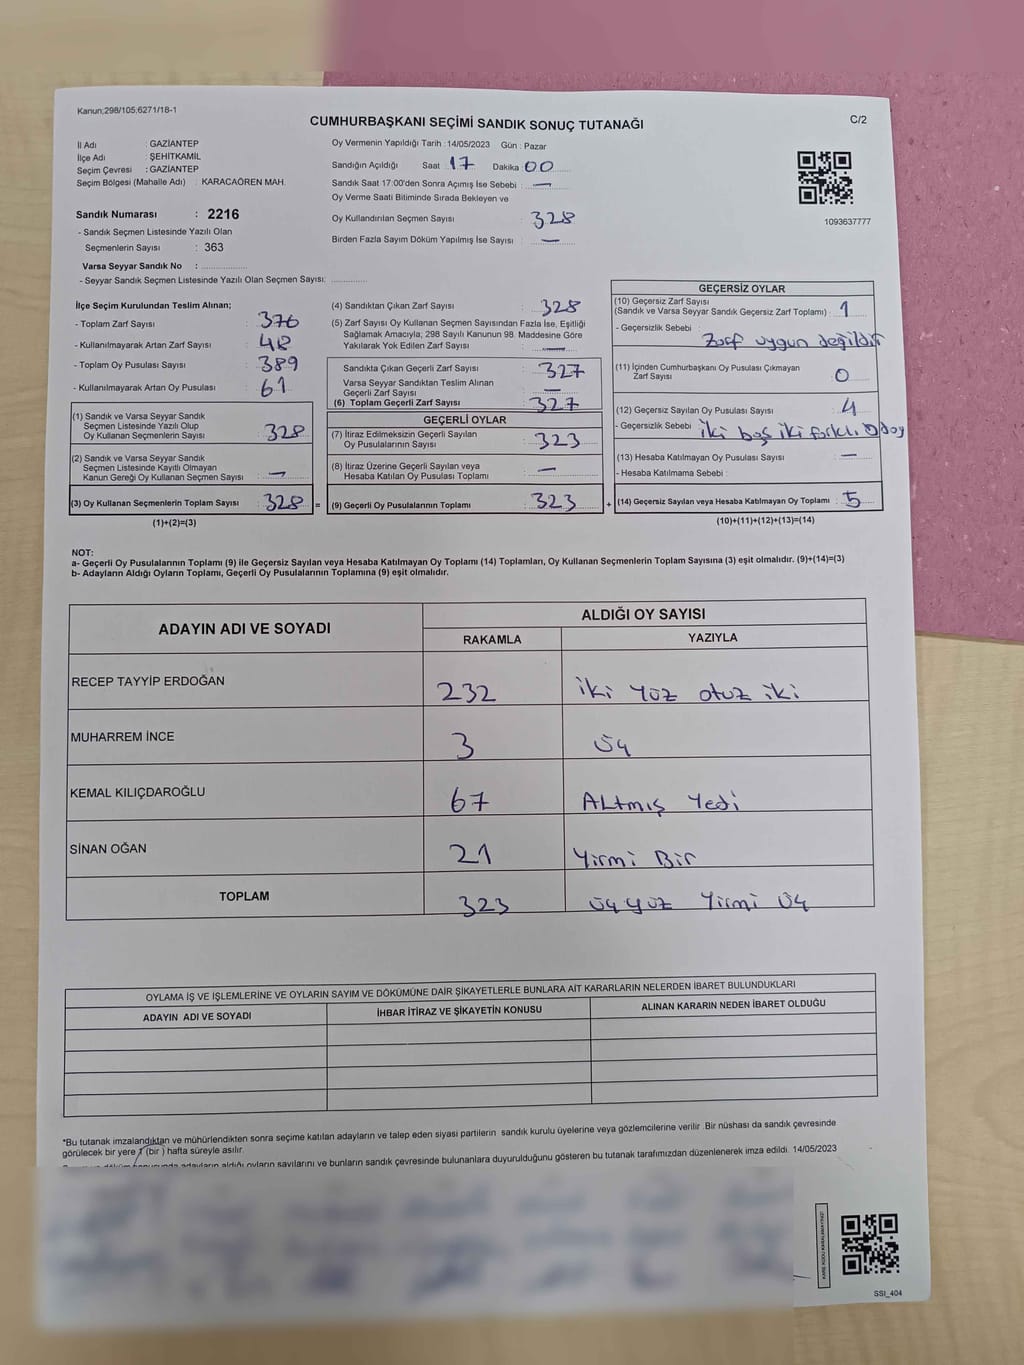 Kanun;298/105;6271/18-1
CUMHURBAŞKANI SEÇİMİ SANDIK SONUÇ TUTANAĞI
C/2
İl Adı : GAZİANTEP
İlçe Adı : ŞEHİTKAMİL
Seçim Çevresi : GAZİANTEP
Seçim Bölgesi (Mahalle Adı) : KARACAÖREN MAH.
Sandık Numarası : 2216
- Sandık Seçmen Listesinde Yazılı Olan
Seçmenlerin Sayısı : 363
Varsa Seyyar Sandık No :
- Seyyar Sandık Seçmen Listesinde Yazılı Olan Seçmen Sayısı:
Oy Vermenin Yapıldığı Tarih : 14/05/2023 Gün : Pazar
Sandığın Açıldığı Saat 17 Dakika 00
Sandık Saat 17:00'den Sonra Açımış İse Sebebi : —
Oy Verme Saati Bitiminde Sırada Bekleyen ve
Oy Kullandırılan Seçmen Sayısı : 328
Birden Fazla Sayım Döküm Yapılmış İse Sayısı : —
1093637777
İlçe Seçim Kurulundan Teslim Alınan;
- Toplam Zarf Sayısı : 376
- Kullanılmayarak Artan Zarf Sayısı : 48
- Toplam Oy Pusulası Sayısı : 389
- Kullanılmayarak Artan Oy Pusulası : 61
(1) Sandık ve Varsa Seyyar Sandık
Seçmen Listesinde Yazılı Olup
Oy Kullanan Seçmenlerin Sayısı : 328
(2) Sandık ve Varsa Seyyar Sandık
Seçmen Listesinde Kayıtlı Olmayan
Kanun Gereği Oy Kullanan Seçmen Sayısı : —
(3) Oy Kullanan Seçmenlerin Toplam Sayısı : 328 =
(1)+(2)=(3)
(4) Sandıktan Çıkan Zarf Sayısı : 328
(5) Zarf Sayısı Oy Kullanan Seçmen Sayısından Fazla İse, Eşitliği
Sağlamak Amacıyla; 298 Sayılı Kanunun 98. Maddesine Göre
Yakılarak Yok Edilen Zarf Sayısı : —
Sandıkta Çıkan Geçerli Zarf Sayısı : 327
Varsa Seyyar Sandıktan Teslim Alınan
Geçerli Zarf Sayısı : —
(6) Toplam Geçerli Zarf Sayısı : 327
GEÇERLİ OYLAR
(7) İtiraz Edilmeksizin Geçerli Sayılan
Oy Pusulalarının Sayısı : 323
(8) İtiraz Üzerine Geçerli Sayılan veya
Hesaba Katılan Oy Pusulası Toplamı : —
(9) Geçerli Oy Pusulalarının Toplamı : 323 +
GEÇERSİZ OYLAR
(10) Geçersiz Zarf Sayısı
(Sandık ve Varsa Seyyar Sandık Geçersiz Zarf Toplamı) : 1
- Geçersizlik Sebebi :
Zarf uygun değildir
(11) İçinden Cumhurbaşkanı Oy Pusulası Çıkmayan
Zarf Sayısı : 0
(12) Geçersiz Sayılan Oy Pusulası Sayısı : 4
- Geçersizlik Sebebi : iki baş iki farklı aday
(13) Hesaba Katılmayan Oy Pusulası Sayısı : —
- Hesaba Katılmama Sebebi :
(14) Geçersiz Sayılan veya Hesaba Katılmayan Oy Toplamı : 5
(10)+(11)+(12)+(13)=(14)
NOT:
a- Geçerli Oy Pusulalarının Toplamı (9) ile Geçersiz Sayılan veya Hesaba Katılmayan Oy Toplamı (14) Toplamları, Oy Kullanan Seçmenlerin Toplam Sayısına (3) eşit olmalıdır. (9)+(14)=(3)
b- Adayların Aldığı Oyların Toplamı, Geçerli Oy Pusulalarının Toplamına (9) eşit olmalıdır.
ADAYIN ADI VE SOYADI
ALDIĞI OY SAYISI
RAKAMLA YAZIYLA
RECEP TAYYİP ERDOĞAN 232 iki yüz otuz iki
MUHARREM İNCE 3 üç
KEMAL KILIÇDAROĞLU 67 ALtmış Yedi
SİNAN OĞAN 21 Yirmi Bir
TOPLAM 323 üçyüz Yirmi üç
OYLAMA İŞ VE İŞLEMLERİNE VE OYLARIN SAYIM VE DÖKÜMÜNE DAİR ŞİKAYETLERLE BUNLARA AİT KARARLARIN NELERDEN İBARET BULUNDUKLARI
ADAYIN ADI VE SOYADI İHBAR İTİRAZ VE ŞİKAYETİN KONUSU ALINAN KARARIN NEDEN İBARET OLDUĞU
*Bu tutanak imzalandıktan ve mühürlendikten sonra seçime katılan adayların ve talep eden siyasi partilerin sandık kurulu üyelerine veya gözlemcilerine verilir .Bir nüshası da sandık çevresinde
görülecek bir yere 1 (bir ) hafta süreyle asılır.
adayların aldığı oyların sayılarını ve bunların sandık çevresinde bulunanlara duyurulduğunu gösteren bu tutanak tarafımızdan düzenlenerek imza edildi. 14/05/2023
SSI_404